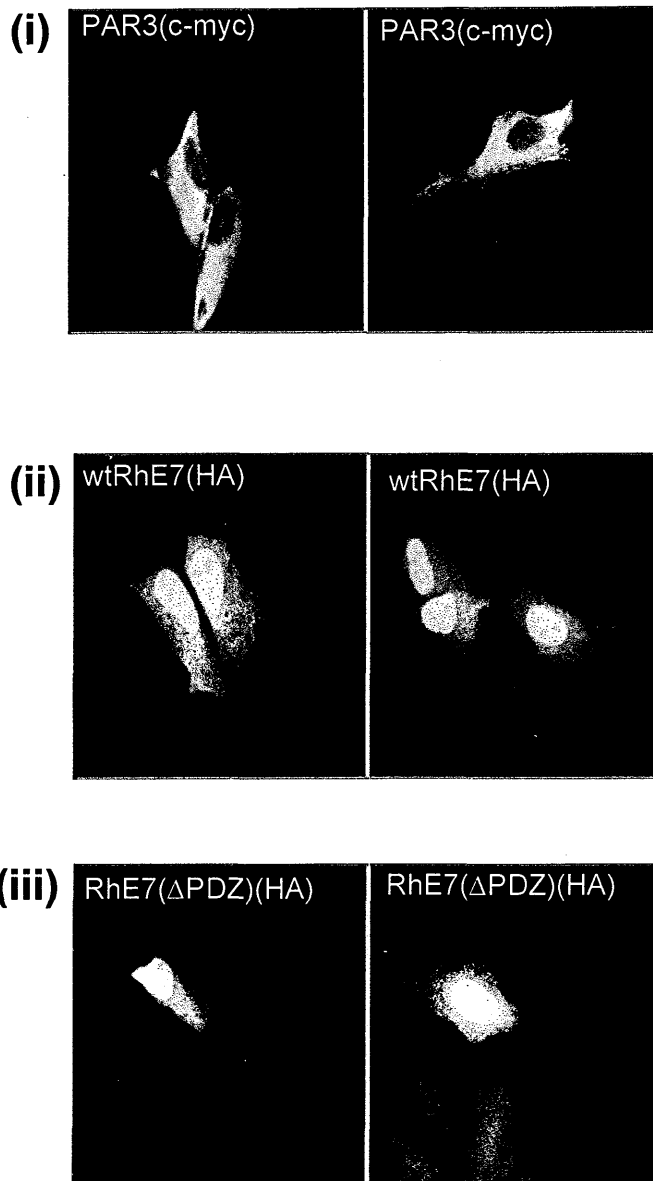 (i)
PAR3(c-myc) PAR3(c-myc)
(ii)
wtRhE7(HA) wtRhE7(HA)
(iii)
RhE7(ΔPDZ)(HA) RhE7(ΔPDZ)(HA)